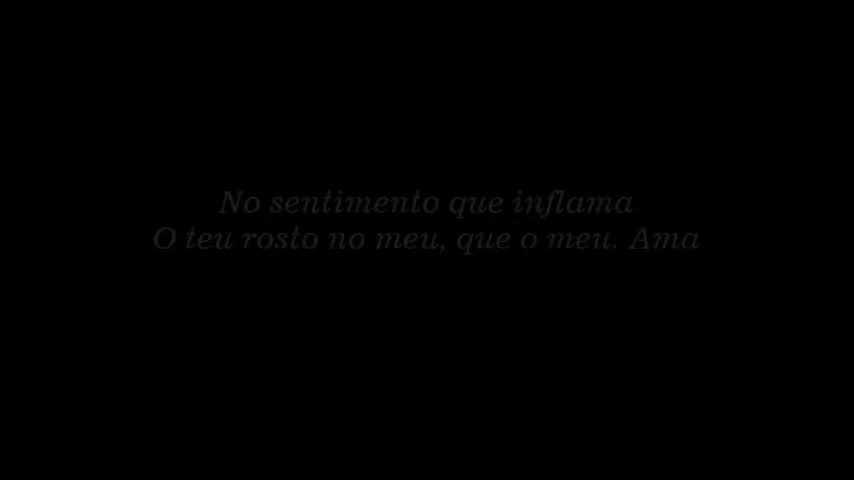 No sentimento que inflama
O teu rosto no meu, que o meu. Ama